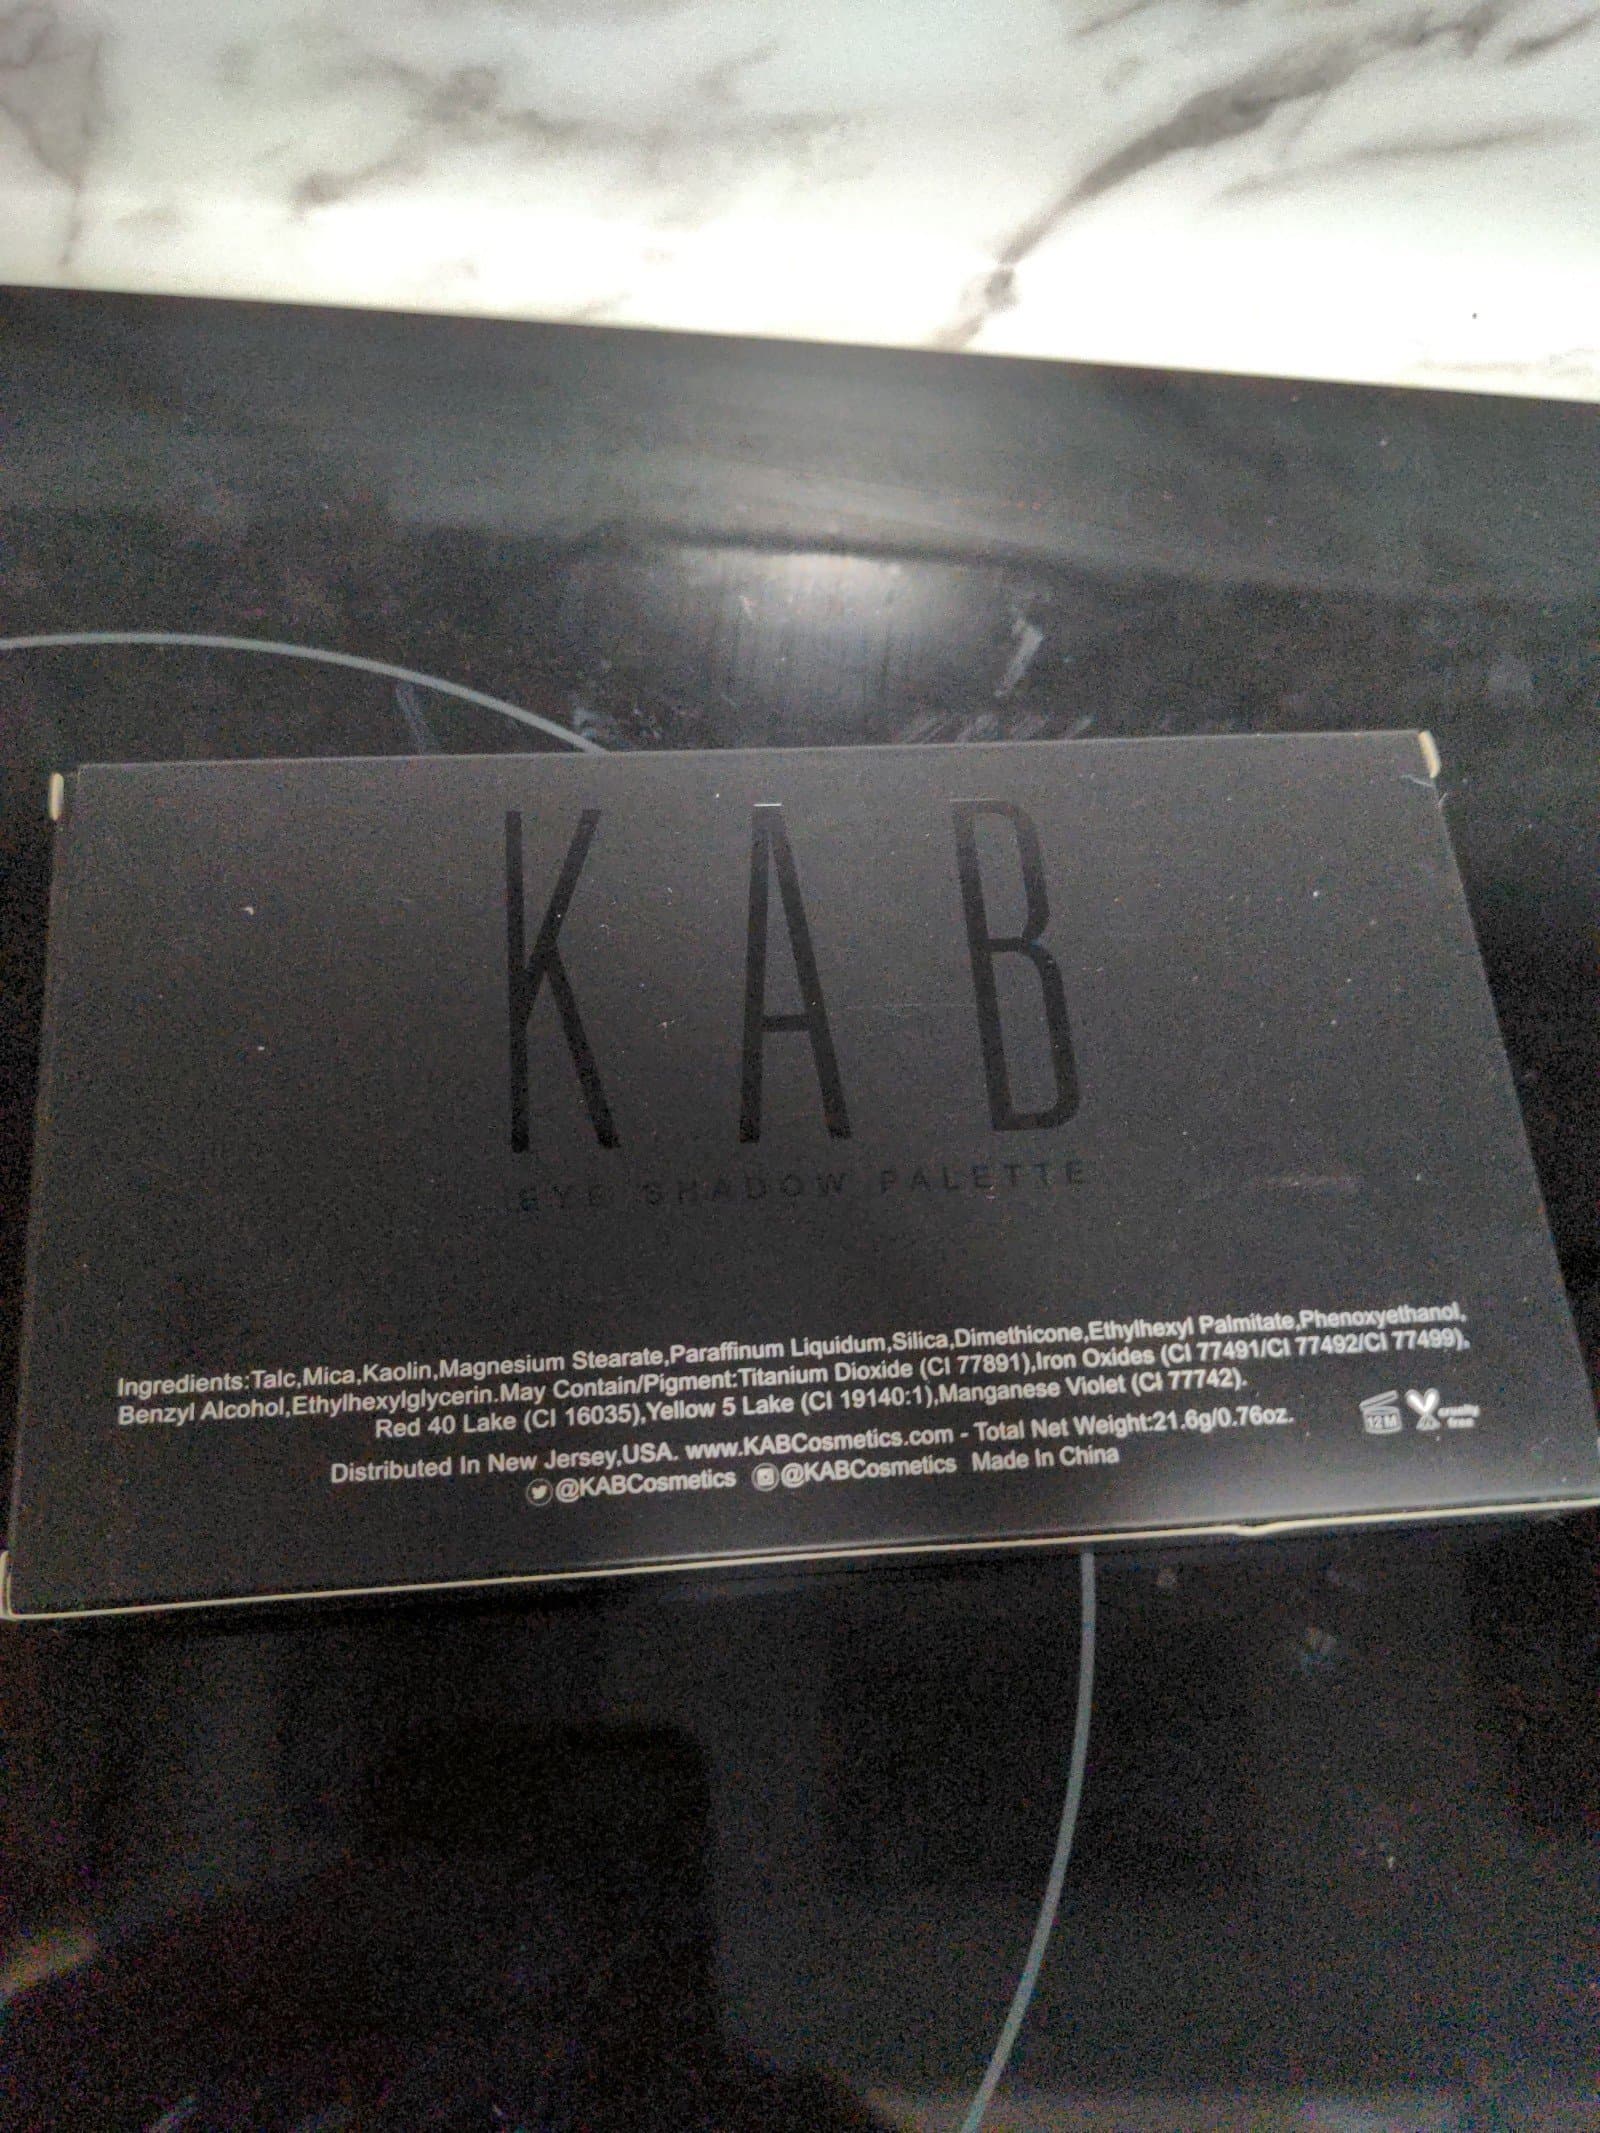 KAB
EYE SHADOW PALETTE
Ingredients:Talc,Mica,Kaolin,Magnesium Stearate,Paraffinum Liquidum,Silica,Dimethicone,Ethylhexyl Palmitate,Phenoxyethanol,
Benzyl Alcohol,Ethylhexylglycerin.May Contain/Pigment:Titanium Dioxide (CI 77891),Iron Oxides (CI 77491/CI 77492/CI 77499),
Red 40 Lake (CI 16035),Yellow 5 Lake (CI 19140:1),Manganese Violet (CI 77742).
Distributed In New Jersey,USA. www.KABCosmetics.com - Total Net Weight:21.6g/0.76oz.
@KABCosmetics @KABCosmetics Made In China
12 M
cruelty
free